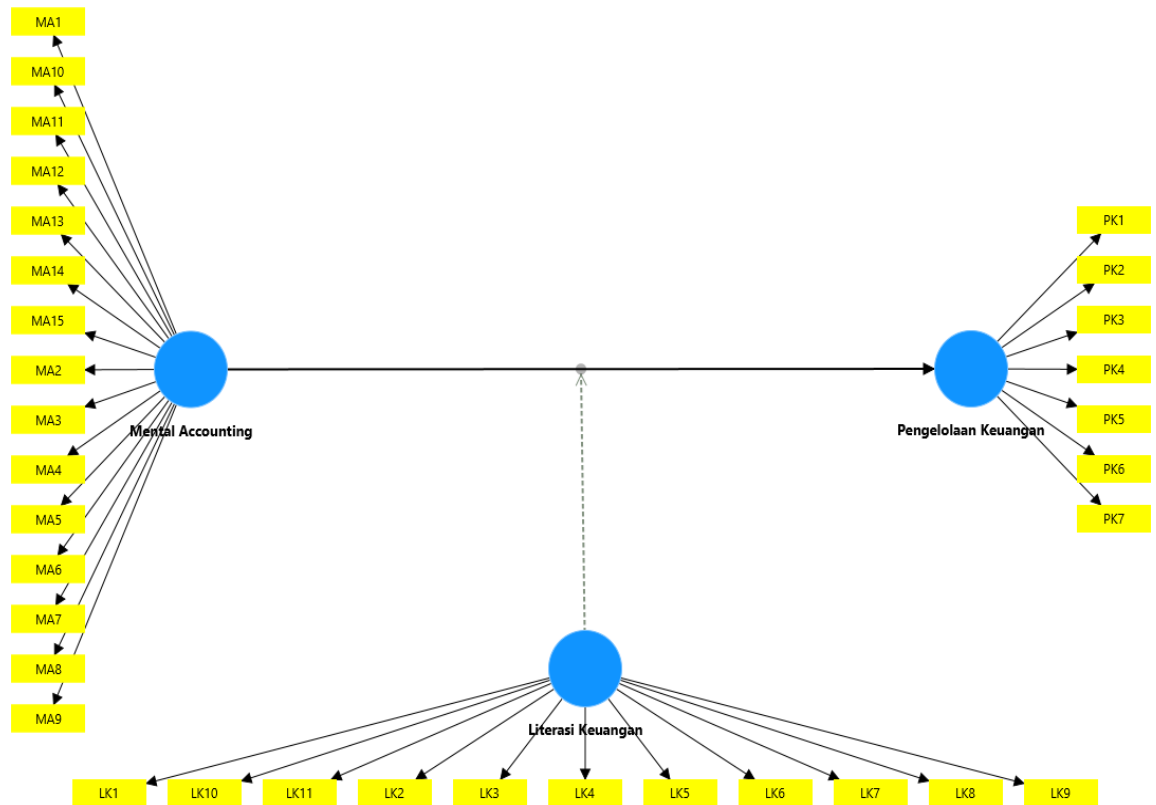 MA1
MA10
MA11
MA12
MA13
MA14
MA15
MA2
MA3
MA4
MA5
MA6
MA7
MA8
MA9
Mental Accounting
PK1
PK2
PK3
PK4
PK5
PK6
PK7
Pengelolaan Keuangan
Literasi Keuangan
LK1
LK10
LK11
LK2
LK3
LK4
LK5
LK6
LK7
LK8
LK9